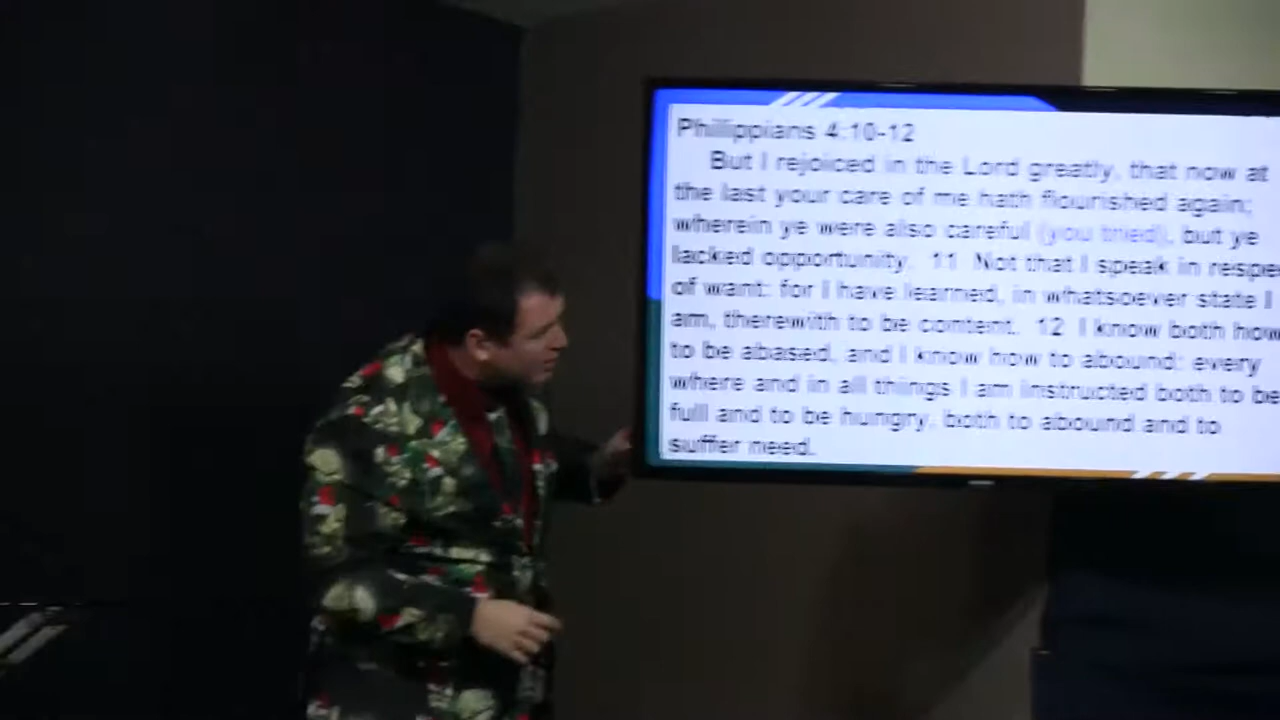 Philippians 4:10-12
But I rejoiced in the Lord greatly, that now at
the last your care of me hath flourished again;
wherein ye were also careful (you tried), but ye
lacked opportunity. 11 Not that I speak in respe
of want: for I have learned, in whatsoever state I
am, therewith to be content. 12 I know both how
to be abased, and I know how to abound: every
where and in all things I am instructed both to be
full and to be hungry, both to abound and to
suffer need.